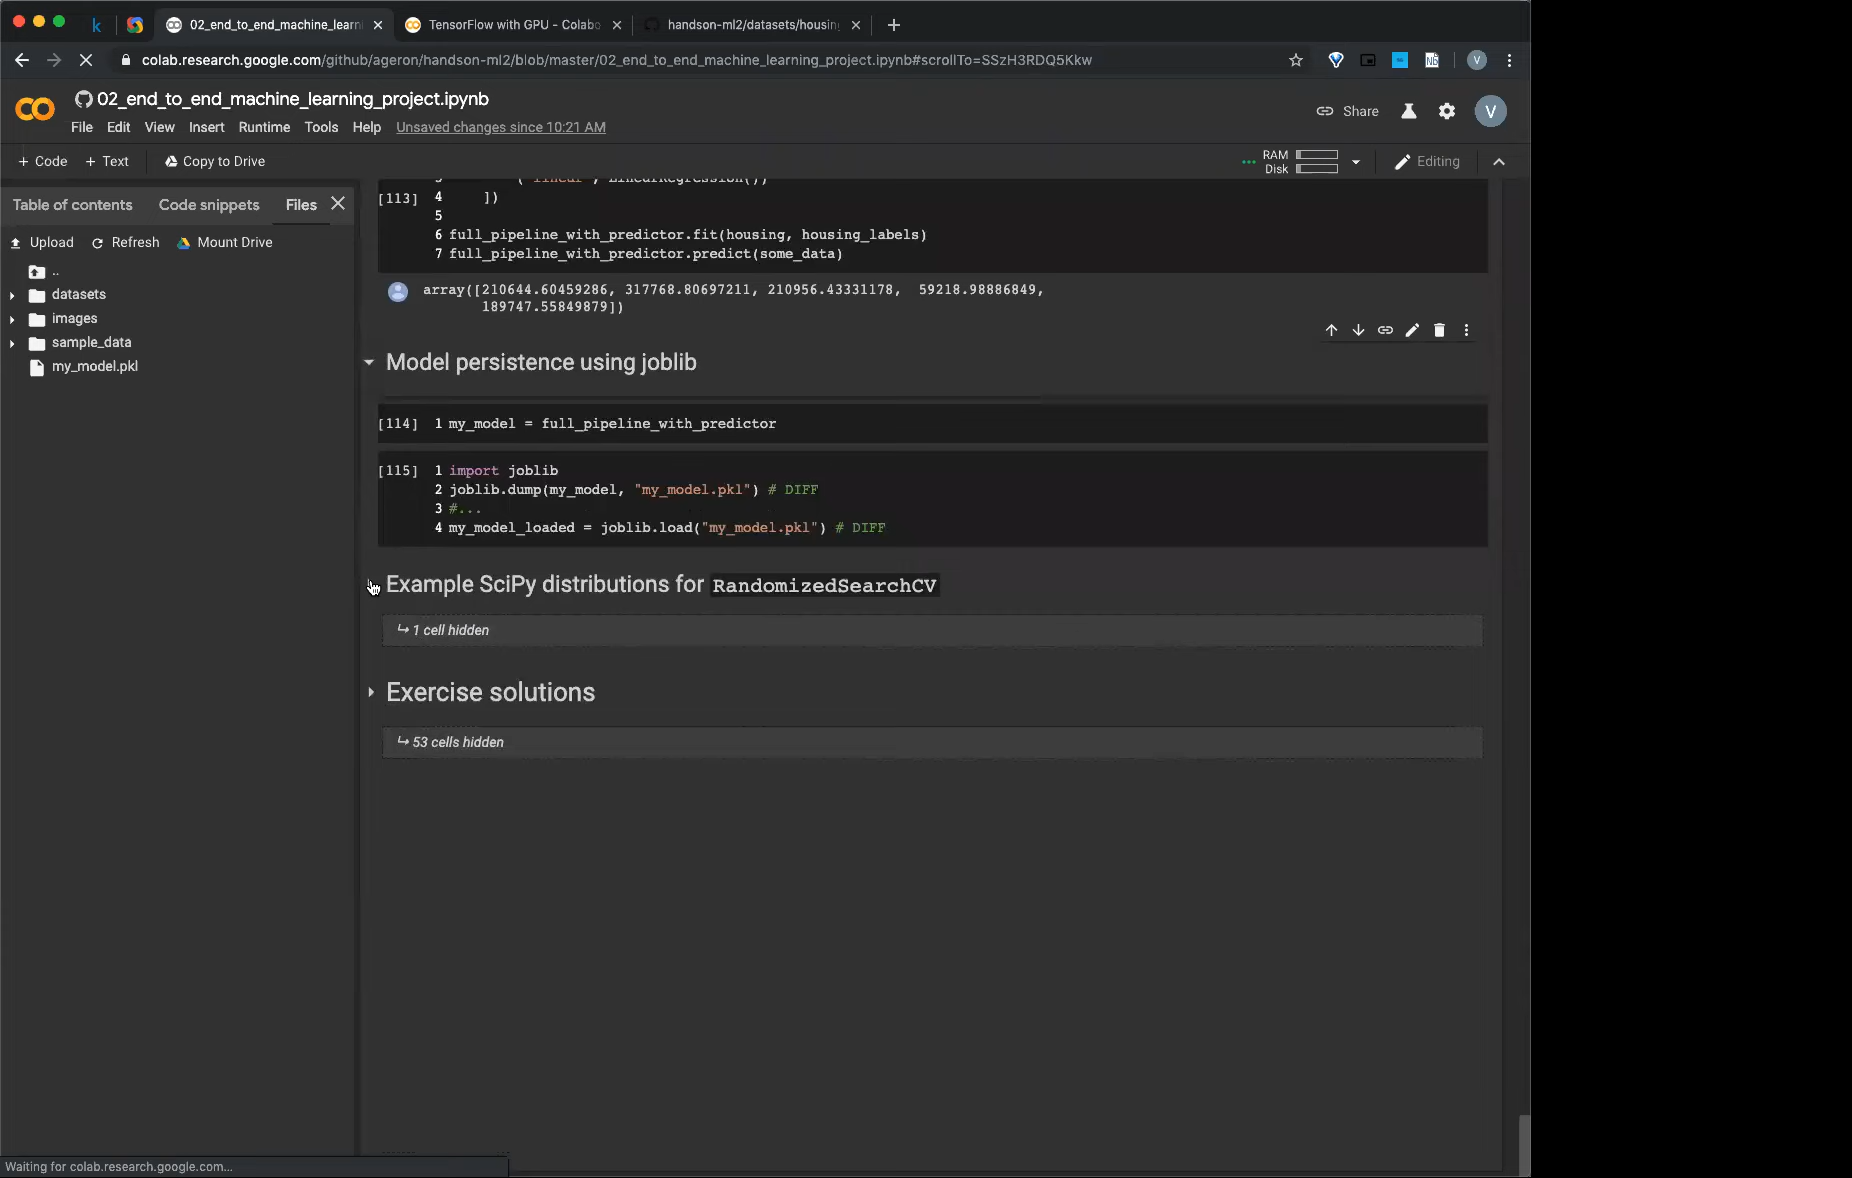 02_end_to_end_machine_learni
TensorFlow with GPU - Colabo
handson-ml2/datasets/housin
colab.research.google.com/github/ageron/handson-ml2/blob/master/02_end_to_end_machine_learning_project.ipynb#scrollTo=SSzH3RDQ5Kkw
02_end_to_end_machine_learning_project.ipynb
File Edit View Insert Runtime Tools Help Unsaved changes since 10:21 AM
Share
V
+ Code + Text Copy to Drive
RAM
Disk
Editing
Table of contents Code snippets Files
Upload Refresh Mount Drive
..
datasets
images
sample_data
my_model.pkl
("linear", LinearRegression())
[113] 4 ])
5
6 full_pipeline_with_predictor.fit(housing, housing_labels)
7 full_pipeline_with_predictor.predict(some_data)
array([210644.60459286, 317768.80697211, 210956.43331178, 59218.98886849,
189747.55849879])
Model persistence using joblib
[114] 1 my_model = full_pipeline_with_predictor
[115] 1 import joblib
2 joblib.dump(my_model, "my_model.pkl") # DIFF
3 #...
4 my_model_loaded = joblib.load("my_model.pkl") # DIFF
Example SciPy distributions for RandomizedSearchCV
1 cell hidden
Exercise solutions
53 cells hidden
Waiting for colab.research.google.com...